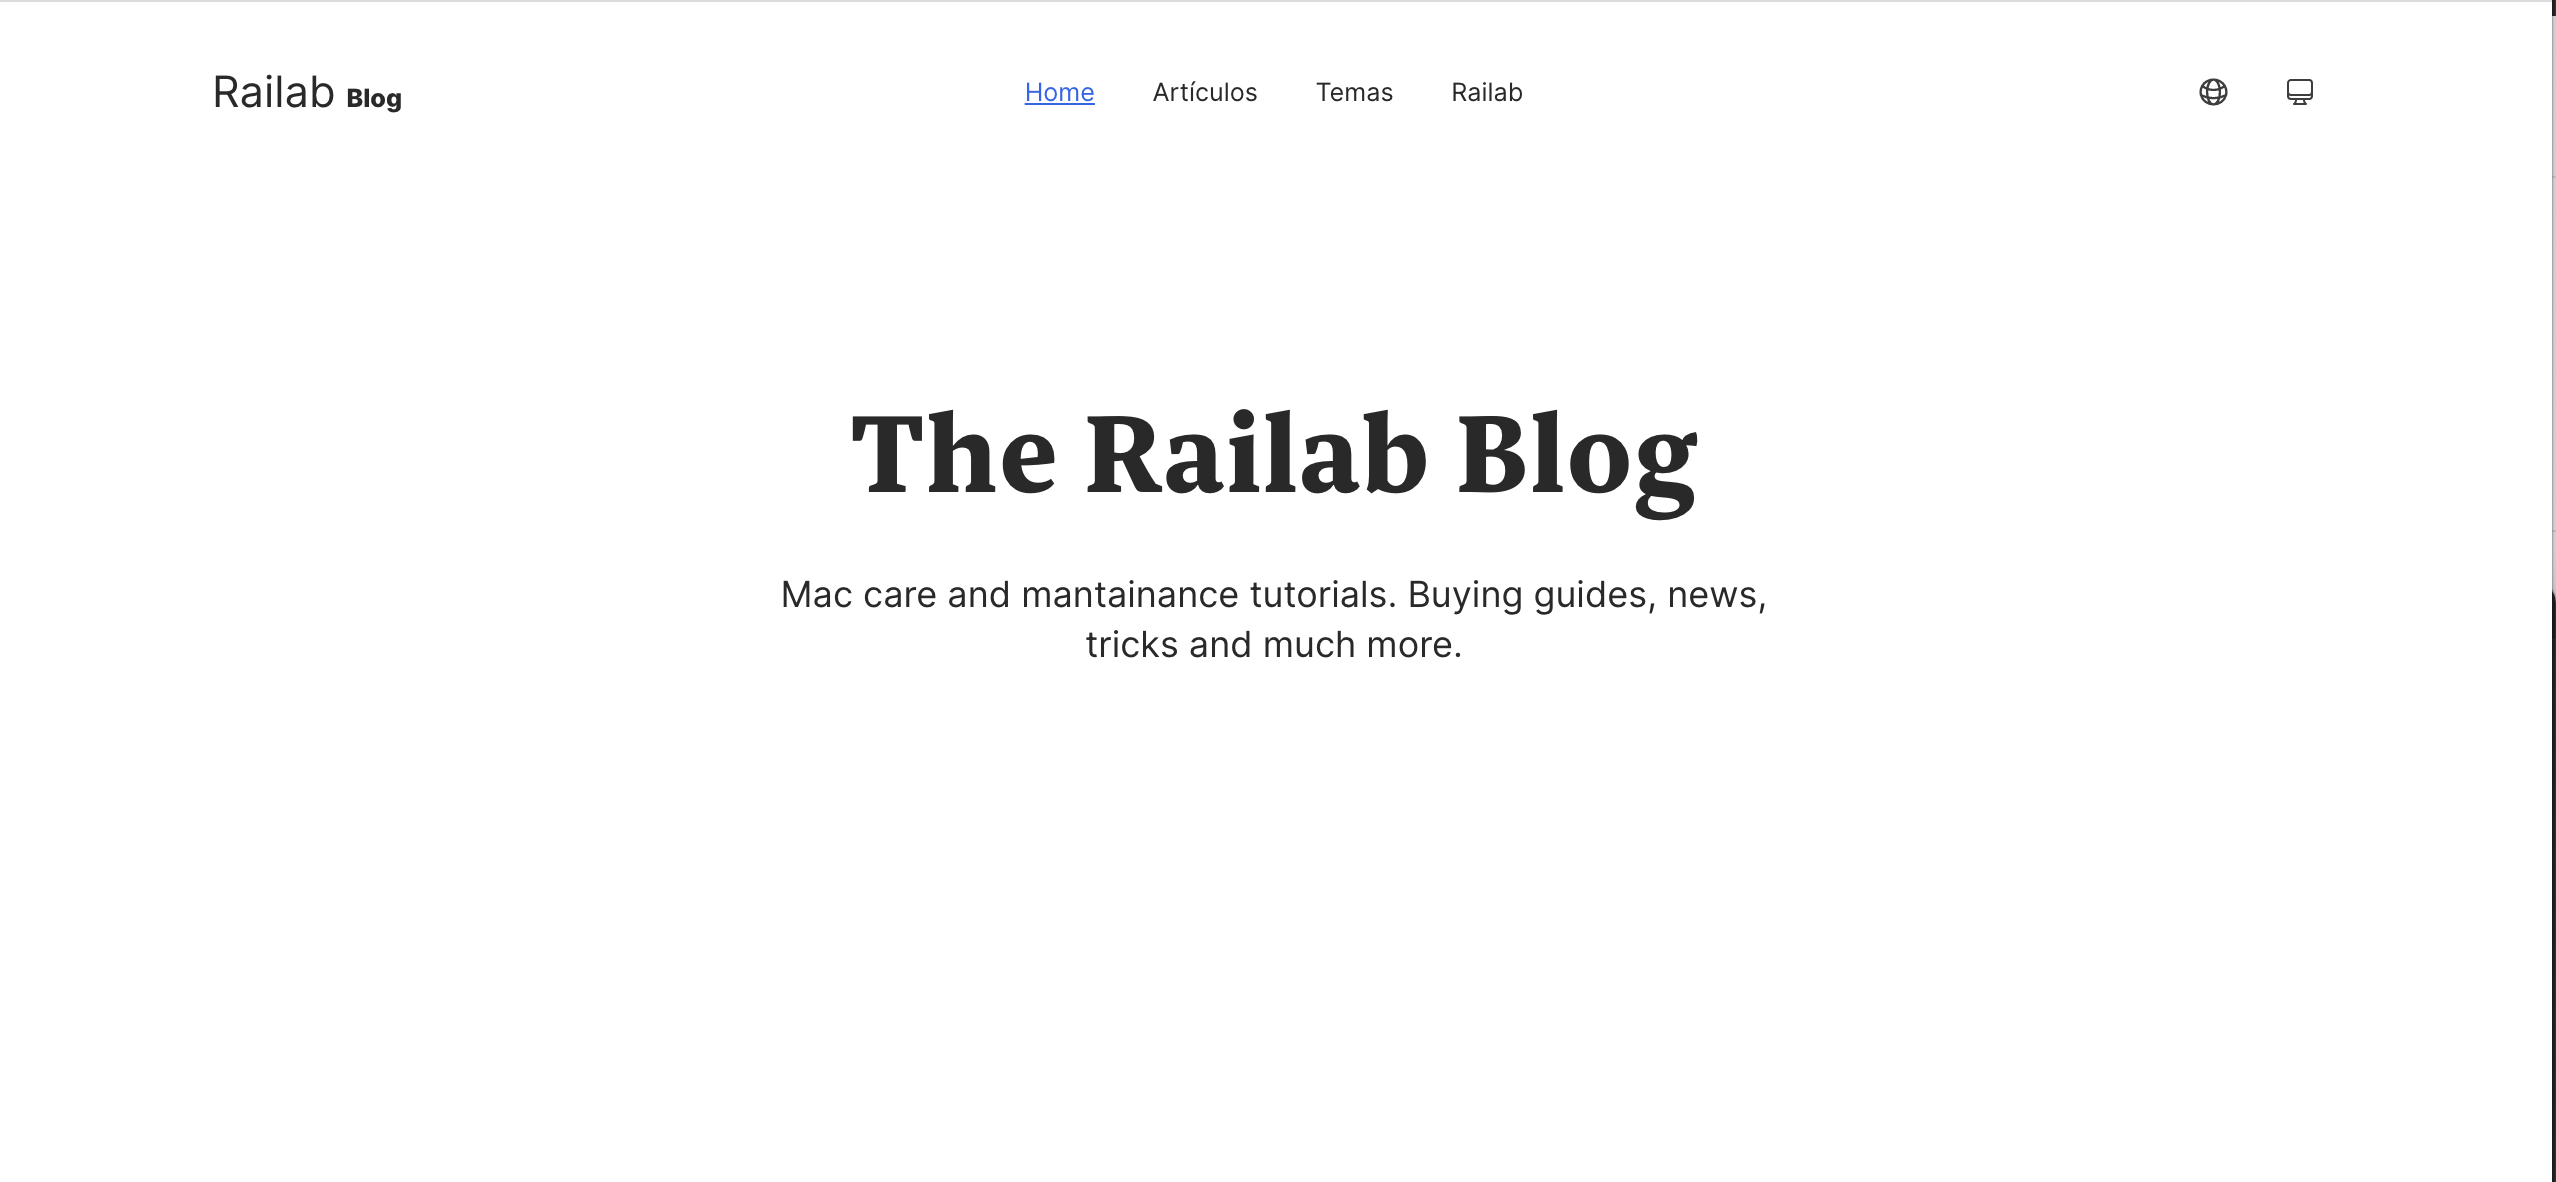 Railab Blog
Home Artículos Temas Railab
The Railab Blog
Mac care and mantainance tutorials. Buying guides, news,
tricks and much more.